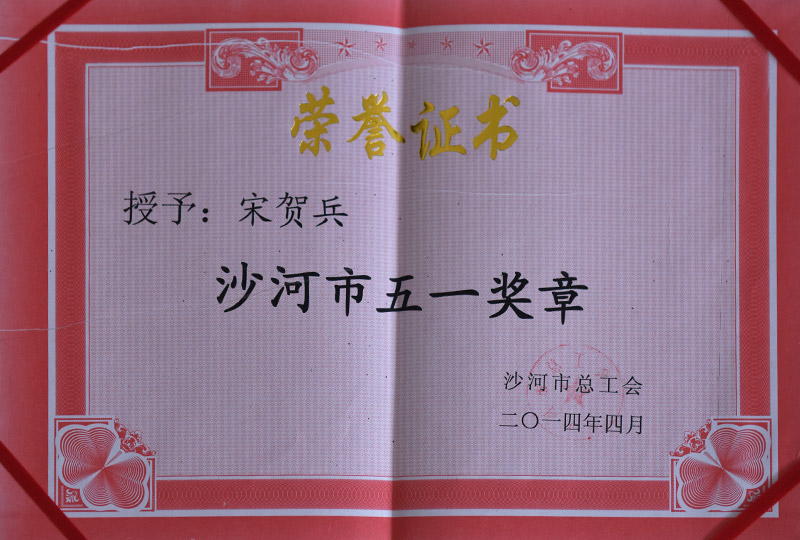 荣誉证书
授予：宋贺兵
沙河市五一奖章
沙河市总工会
二〇一四年四月